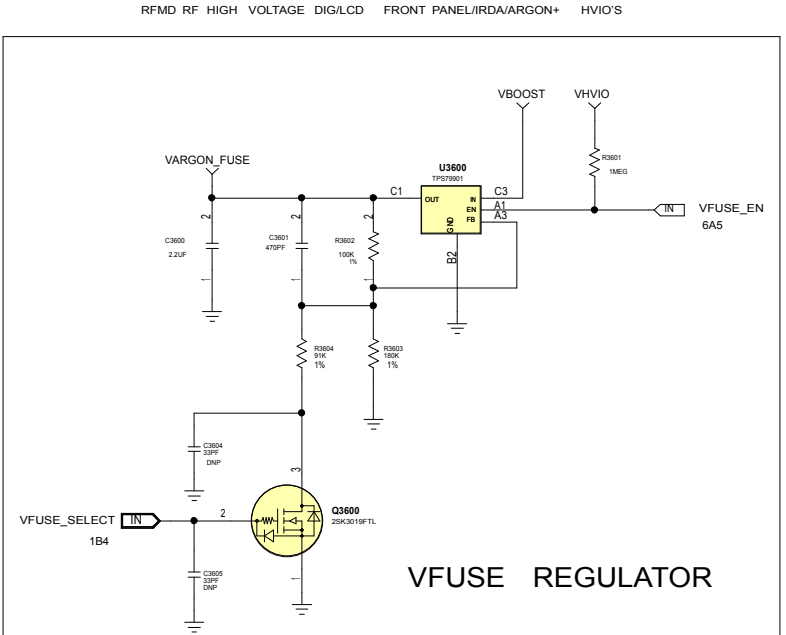 RFMD RF HIGH VOLTAGE DIG/LCD FRONT PANEL/IRDA/ARGON+ HVIO'S
VBOOST VHVIO
VARGON_FUSE
U3600
TPS79901
R3601
1MEG
C1
OUT
IN
EN
FB
GND
C3
A1
A3
B2
IN
VFUSE_EN
6A5
2
C3600
2.2UF
1
2
C3601
470PF
1
2
R3602
100K
1%
1
R3604
91K
1%
R3603
180K
1%
C3604
33PF
DNP
3
VFUSE_SELECT IN
1B4
2
Q3600
2SK3019FTL
1
C3605
33PF
DNP
VFUSE REGULATOR